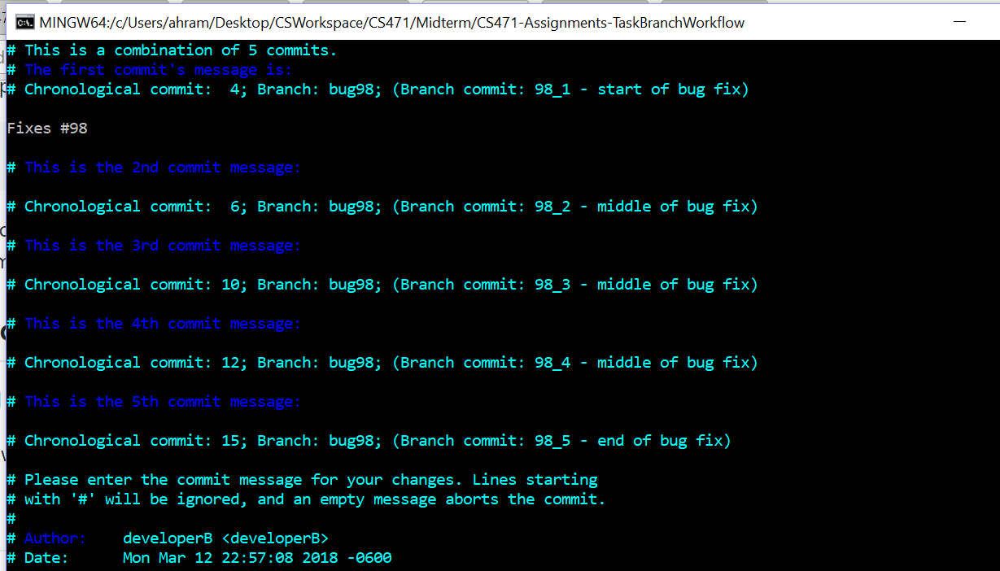 MINGW64:/c/Users/ahram/Desktop/CSWorkspace/CS471/Midterm/CS471-Assignments-TaskBranchWorkflow
# This is a combination of 5 commits.
# The first commit's message is:
# Chronological commit:  4; Branch: bug98; (Branch commit: 98_1 - start of bug fix)
Fixes #98
# This is the 2nd commit message:
# Chronological commit:  6; Branch: bug98; (Branch commit: 98_2 - middle of bug fix)
# This is the 3rd commit message:
# Chronological commit: 10; Branch: bug98; (Branch commit: 98_3 - middle of bug fix)
# This is the 4th commit message:
# Chronological commit: 12; Branch: bug98; (Branch commit: 98_4 - middle of bug fix)
# This is the 5th commit message:
# Chronological commit: 15; Branch: bug98; (Branch commit: 98_5 - end of bug fix)
# Please enter the commit message for your changes. Lines starting
# with '#' will be ignored, and an empty message aborts the commit.
#
# Author:    developerB <developerB>
# Date:      Mon Mar 12 22:57:08 2018 -0600